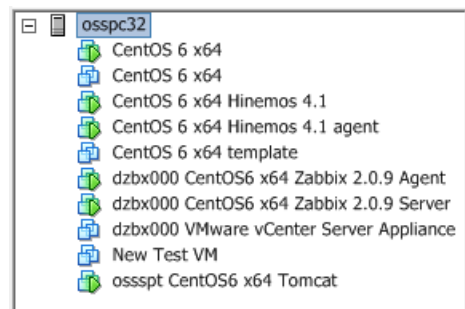 osspc32
CentOS 6 x64
CentOS 6 x64
CentOS 6 x64 Hinemos 4.1
CentOS 6 x64 Hinemos 4.1 agent
CentOS 6 x64 template
dzbx000 CentOS6 x64 Zabbix 2.0.9 Agent
dzbx000 CentOS6 x64 Zabbix 2.0.9 Server
dzbx000 VMware vCenter Server Appliance
New Test VM
ossspt CentOS6 x64 Tomcat